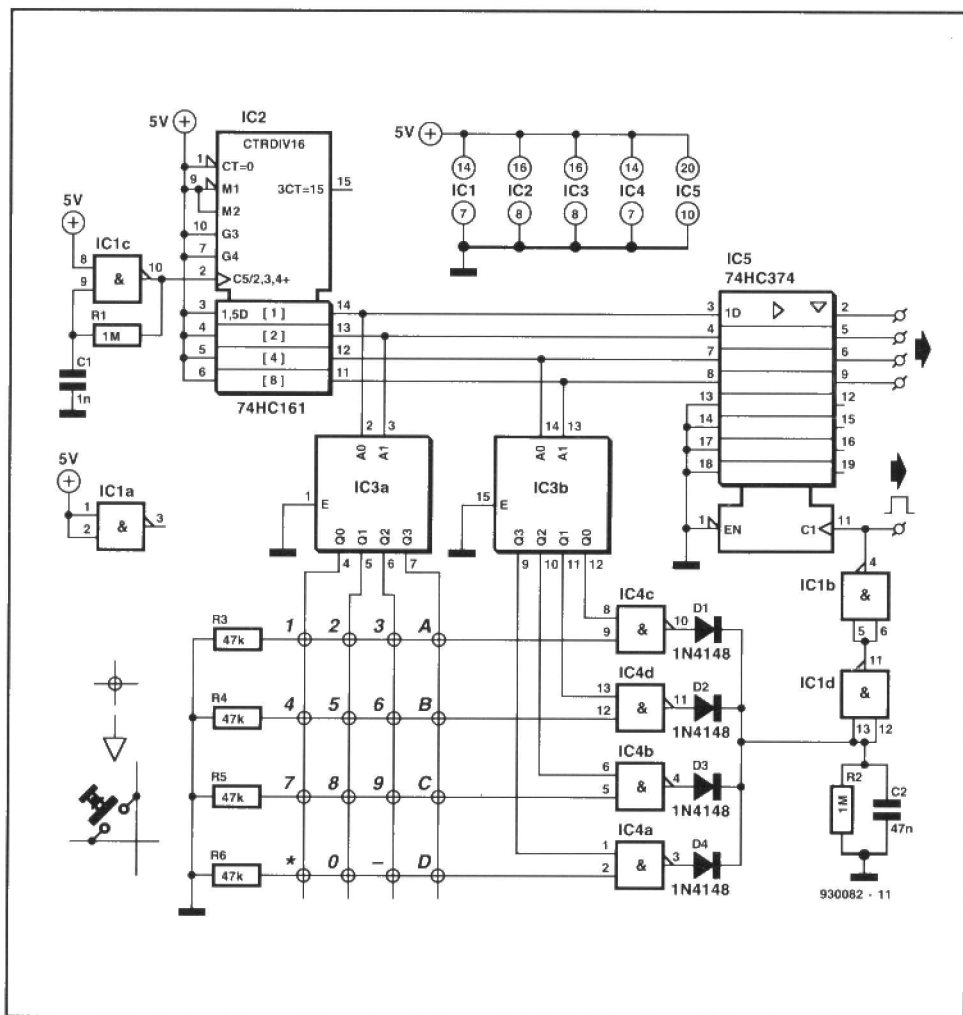 5V
IC2
CTRDIV16
1 CT=0
9 M1
M2
3CT=15 15
10 G3
7 G4
2 C5/2,3,4+
3 1,5D [1] 14
4 [2] 13
5 [4] 12
6 [8] 11
74HC161
5V
IC1c
8
9
&
10
R1
1M
C1
1n
5V
14 16 16 14 20
IC1 IC2 IC3 IC4 IC5
7 8 8 7 10
IC5
74HC374
3 1D 2
4 5
7 6
8 9
13 12
14 15
17 16
18 19
1 EN C1 11
5V
IC1a
1
2
&
3
2 3
A0 A1
IC3a
1 E
Q0 Q1 Q2 Q3
4 5 6 7
14 13
A0 A1
IC3b
15 E
Q3 Q2 Q1 Q0
9 10 11 12
4
IC1b
&
5 6
11
IC1d
&
13 12
R3
47k
1 2 3 A
R4
47k
4 5 6 B
R5
47k
7 8 9 C
R6
47k
* 0 – D
IC4c
8
9
&
10
D1
1N4148
IC4d
13
12
&
11
D2
1N4148
IC4b
6
5
&
4
D3
1N4148
IC4a
1
2
&
3
D4
1N4148
R2
1M
C2
47n
930082 - 11